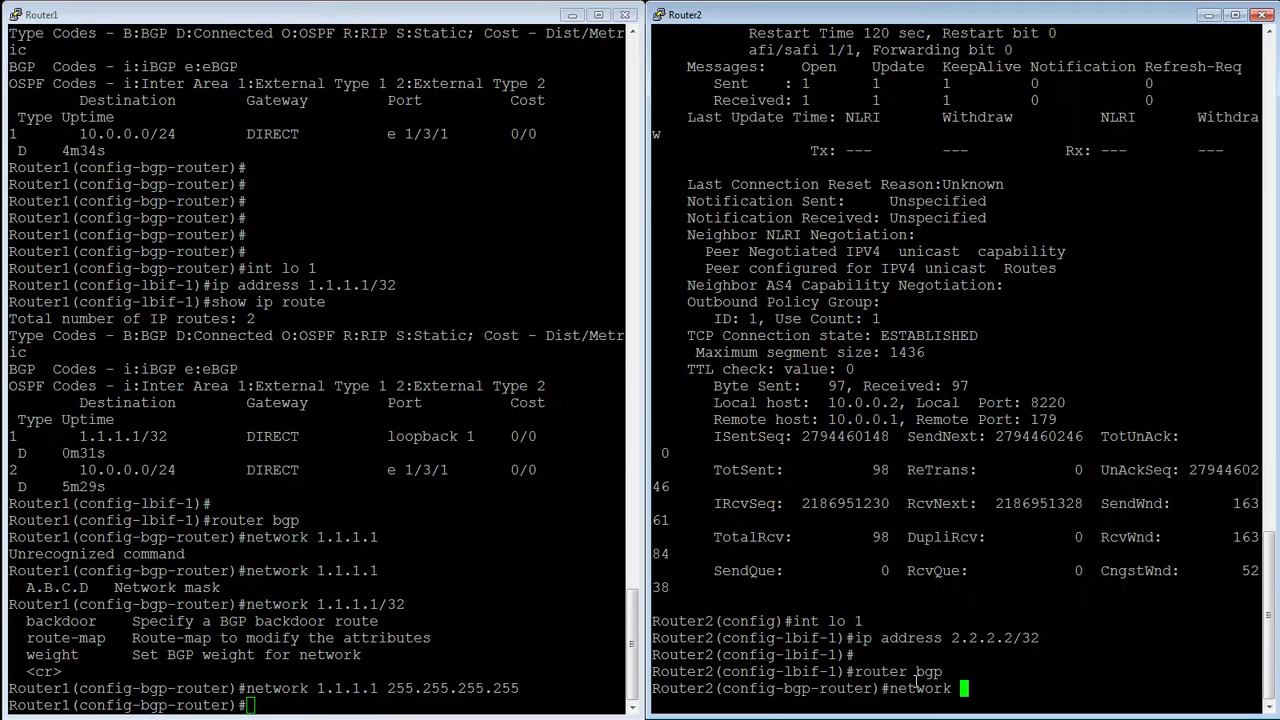 Router1
Type Codes - B:BGP D:Connected O:OSPF R:RIP S:Static; Cost - Dist/Metr
ic
BGP  Codes - i:iBGP e:eBGP
OSPF Codes - i:Inter Area 1:External Type 1 2:External Type 2
Destination        Gateway         Port          Cost
Type Uptime
1       10.0.0.0/24        DIRECT          e 1/3/1       0/0
D    4m34s
Router1(config-bgp-router)#
Router1(config-bgp-router)#
Router1(config-bgp-router)#
Router1(config-bgp-router)#
Router1(config-bgp-router)#
Router1(config-bgp-router)#
Router1(config-bgp-router)#int lo 1
Router1(config-lbif-1)#ip address 1.1.1.1/32
Router1(config-lbif-1)#show ip route
Total number of IP routes: 2
Type Codes - B:BGP D:Connected O:OSPF R:RIP S:Static; Cost - Dist/Metr
ic
BGP  Codes - i:iBGP e:eBGP
OSPF Codes - i:Inter Area 1:External Type 1 2:External Type 2
Destination        Gateway         Port          Cost
Type Uptime
1       1.1.1.1/32         DIRECT          loopback 1    0/0
D    0m31s
2       10.0.0.0/24        DIRECT          e 1/3/1       0/0
D    5m29s
Router1(config-lbif-1)#
Router1(config-lbif-1)#router bgp
Router1(config-bgp-router)#network 1.1.1.1
Unrecognized command
Router1(config-bgp-router)#network 1.1.1.1
A.B.C.D   Network mask
Router1(config-bgp-router)#network 1.1.1.1/32
backdoor    Specify a BGP backdoor route
route-map   Route-map to modify the attributes
weight      Set BGP weight for network
<cr>
Router1(config-bgp-router)#network 1.1.1.1 255.255.255.255
Router1(config-bgp-router)#
Router2
Restart Time 120 sec, Restart bit 0
afi/safi 1/1, Forwarding bit 0
Messages:    Open    Update  KeepAlive Notification Refresh-Req
Sent    : 1       1       1         0            0
Received: 1       1       1         0            0
Last Update Time: NLRI       Withdraw          NLRI       Withdra
w
Tx: ---        ---           Rx: ---        ---
Last Connection Reset Reason:Unknown
Notification Sent:     Unspecified
Notification Received: Unspecified
Neighbor NLRI Negotiation:
Peer Negotiated IPV4 unicast  capability
Peer configured for IPV4 unicast  Routes
Neighbor AS4 Capability Negotiation:
Outbound Policy Group:
ID: 1, Use Count: 1
TCP Connection state: ESTABLISHED
Maximum segment size: 1436
TTL check: value: 0
Byte Sent:   97, Received: 97
Local host:  10.0.0.2, Local  Port: 8220
Remote host: 10.0.0.1, Remote Port: 179
ISentSeq: 2794460148  SendNext: 2794460246  TotUnAck:
0
TotSent:         98  ReTrans:          0  UnAckSeq: 27944602
46
IRcvSeq: 2186951230  RcvNext: 2186951328  SendWnd:      163
61
TotalRcv:        98  DupliRcv:         0  RcvWnd:       163
84
SendQue:          0  RcvQue:           0  CngstWnd:      52
38
Router2(config)#int lo 1
Router2(config-lbif-1)#ip address 2.2.2.2/32
Router2(config-lbif-1)#
Router2(config-lbif-1)#router bgp
Router2(config-bgp-router)#network